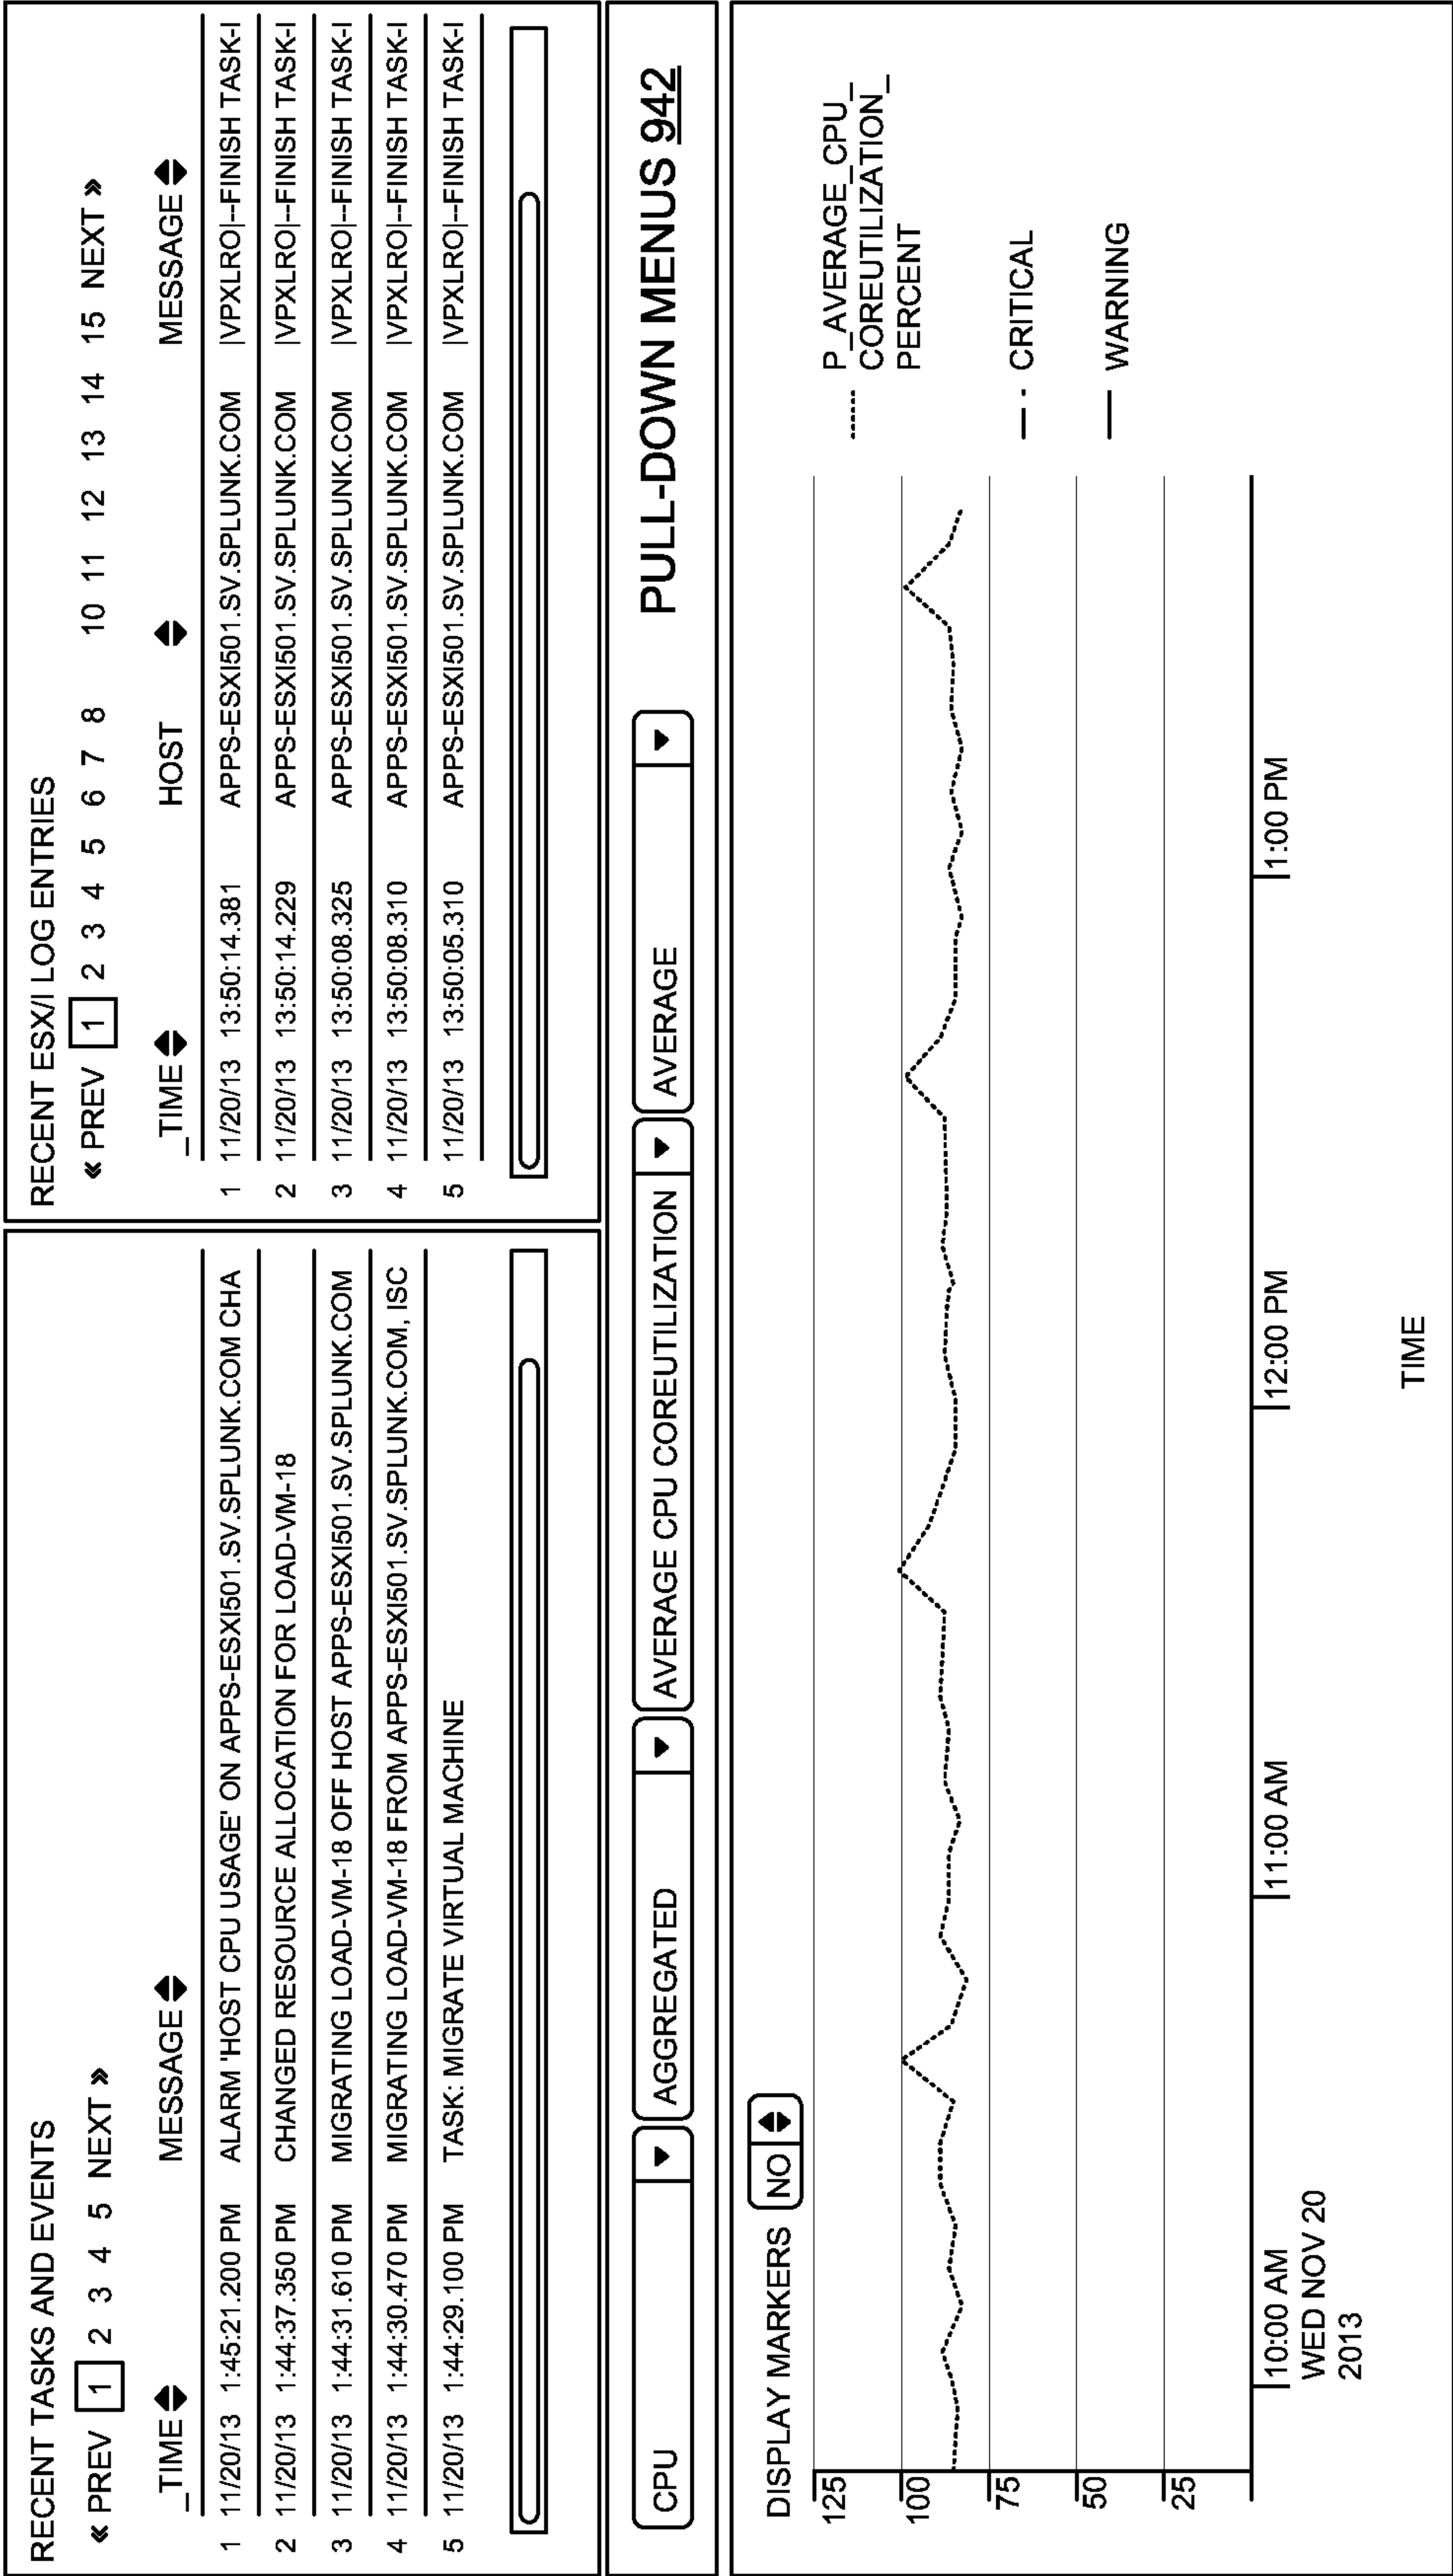 RECENT TASKS AND EVENTS
« PREV 1 2 3 4 5 NEXT »
_TIME MESSAGE
1 11/20/13 1:45:21.200 PM ALARM 'HOST CPU USAGE' ON APPS-ESXI501.SV.SPLUNK.COM CHA
2 11/20/13 1:44:37.350 PM CHANGED RESOURCE ALLOCATION FOR LOAD-VM-18
3 11/20/13 1:44:31.610 PM MIGRATING LOAD-VM-18 OFF HOST APPS-ESXI501.SV.SPLUNK.COM
4 11/20/13 1:44:30.470 PM MIGRATING LOAD-VM-18 FROM APPS-ESXI501.SV.SPLUNK.COM, ISC
5 11/20/13 1:44:29.100 PM TASK: MIGRATE VIRTUAL MACHINE
RECENT ESX/I LOG ENTRIES
« PREV 1 2 3 4 5 6 7 8 10 11 12 13 14 15 NEXT »
_TIME HOST MESSAGE
1 11/20/13 13:50:14.381 APPS-ESXI501.SV.SPLUNK.COM |VPXLRO|--FINISH TASK-I
2 11/20/13 13:50:14.229 APPS-ESXI501.SV.SPLUNK.COM |VPXLRO|--FINISH TASK-I
3 11/20/13 13:50:08.325 APPS-ESXI501.SV.SPLUNK.COM |VPXLRO|--FINISH TASK-I
4 11/20/13 13:50:08.310 APPS-ESXI501.SV.SPLUNK.COM |VPXLRO|--FINISH TASK-I
5 11/20/13 13:50:05.310 APPS-ESXI501.SV.SPLUNK.COM |VPXLRO|--FINISH TASK-I
CPU AGGREGATED AVERAGE CPU COREUTILIZATION AVERAGE PULL-DOWN MENUS 942
DISPLAY MARKERS NO
125
100
75
50
25
10:00 AM 11:00 AM 12:00 PM 1:00 PM
WED NOV 20
2013
TIME
P_AVERAGE_CPU_
COREUTILIZATION_
PERCENT
CRITICAL
WARNING